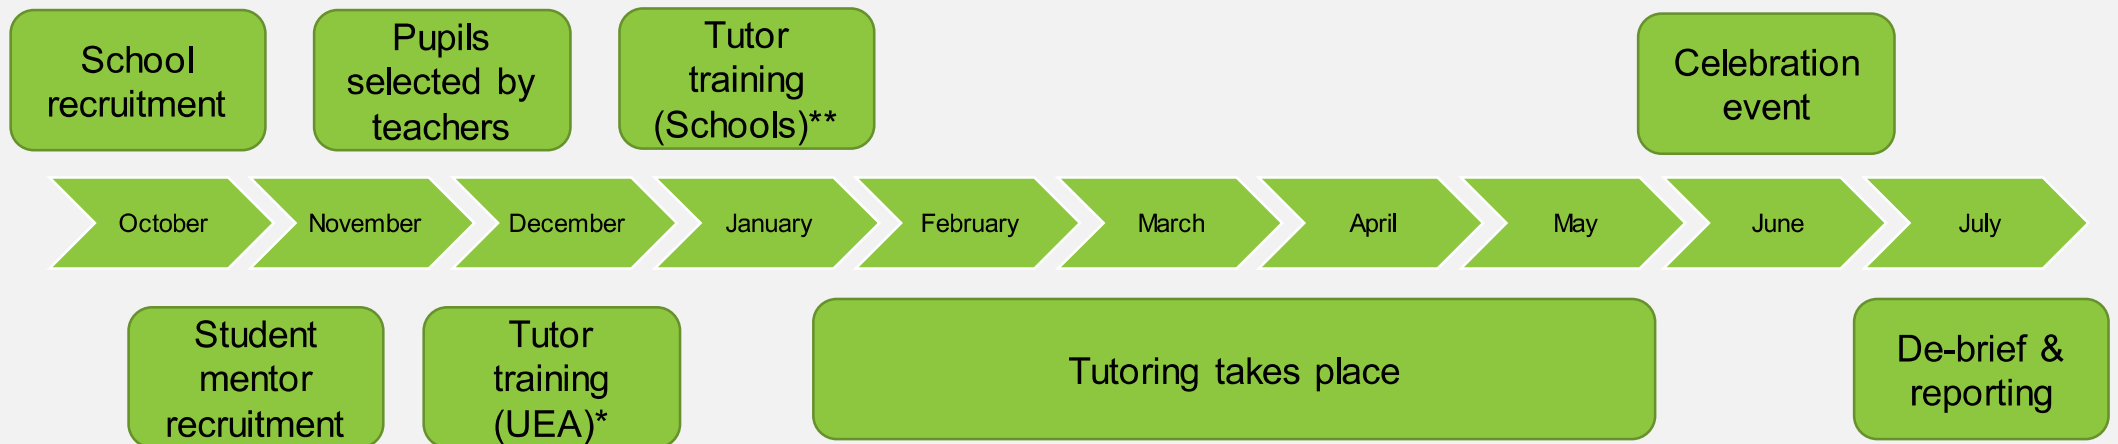 School
recruitment
Pupils
selected by
teachers
Tutor
training
(Schools)**
Celebration
event
October
November
December
January
February
March
April
May
June
July
Student
mentor
recruitment
Tutor
training
(UEA)*
Tutoring takes place
De-brief &
reporting